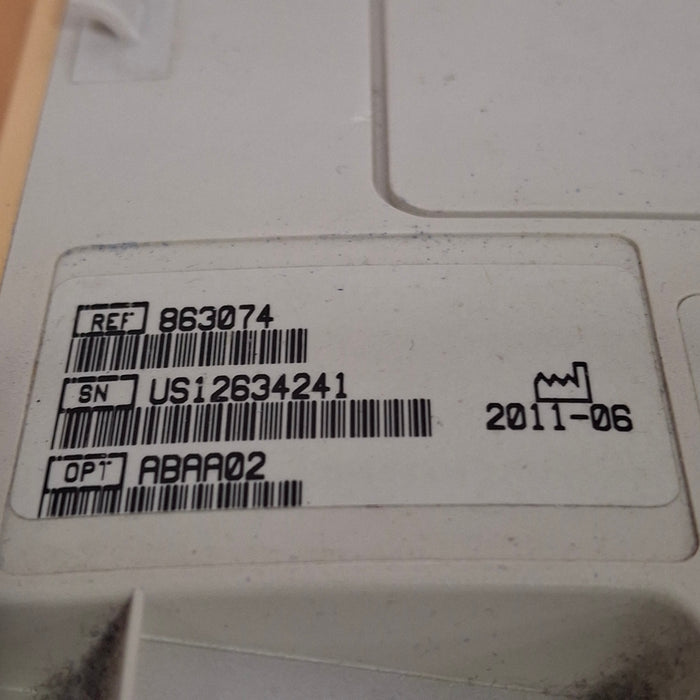 REF 863074
SN US12634241
2011-06
OPT ABAA02